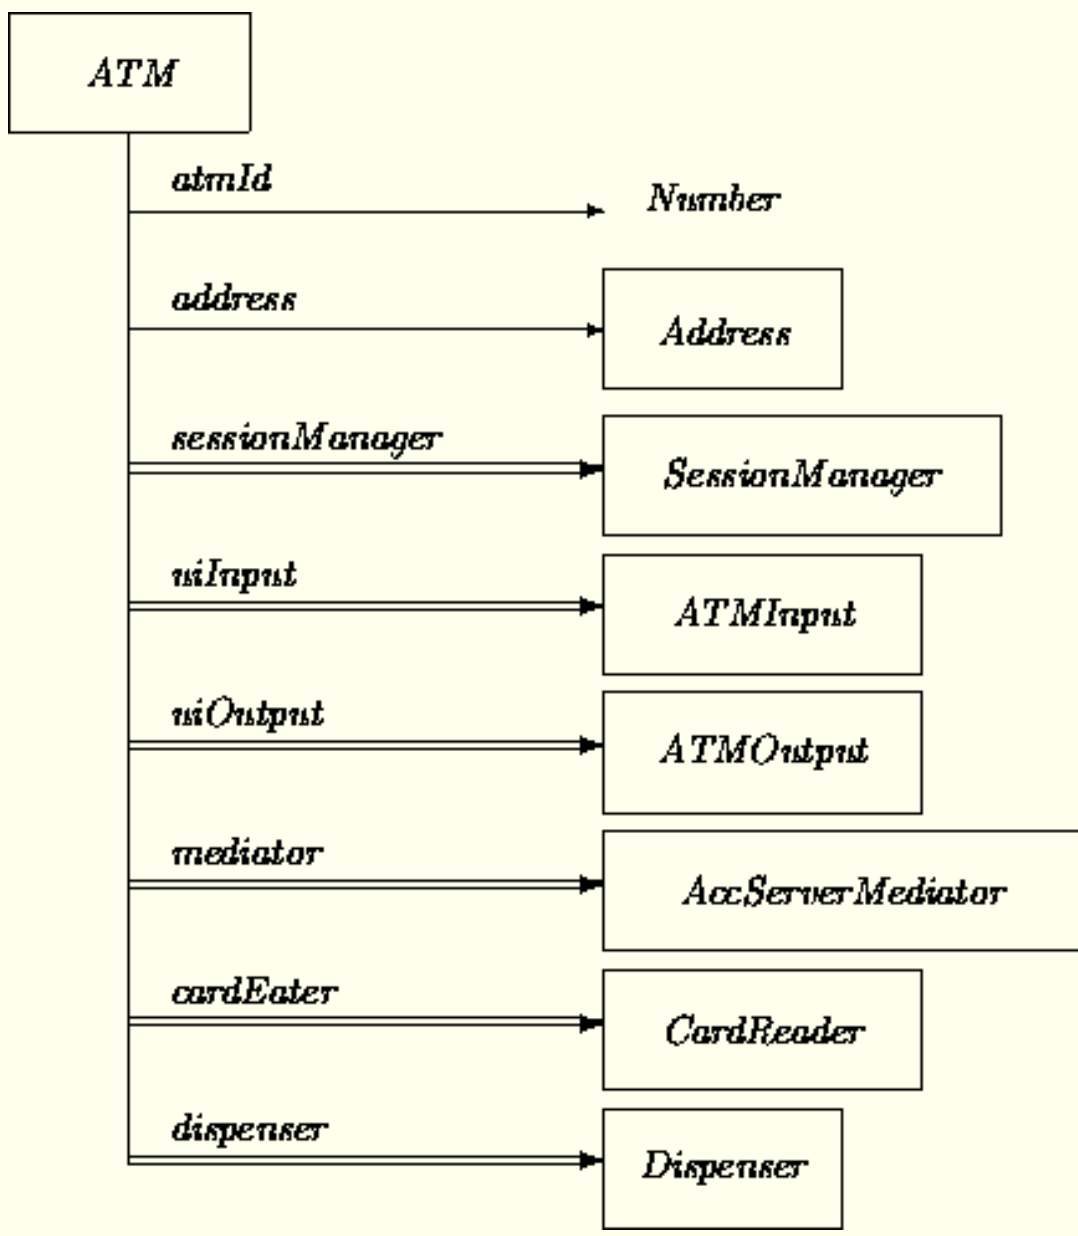 ATM
atmId
Number
address
Address
sessionManager
SessionManager
uiInput
ATMInput
uiOutput
ATMOutput
mediator
AccServerMediator
cardEater
CardReader
dispenser
Dispenser